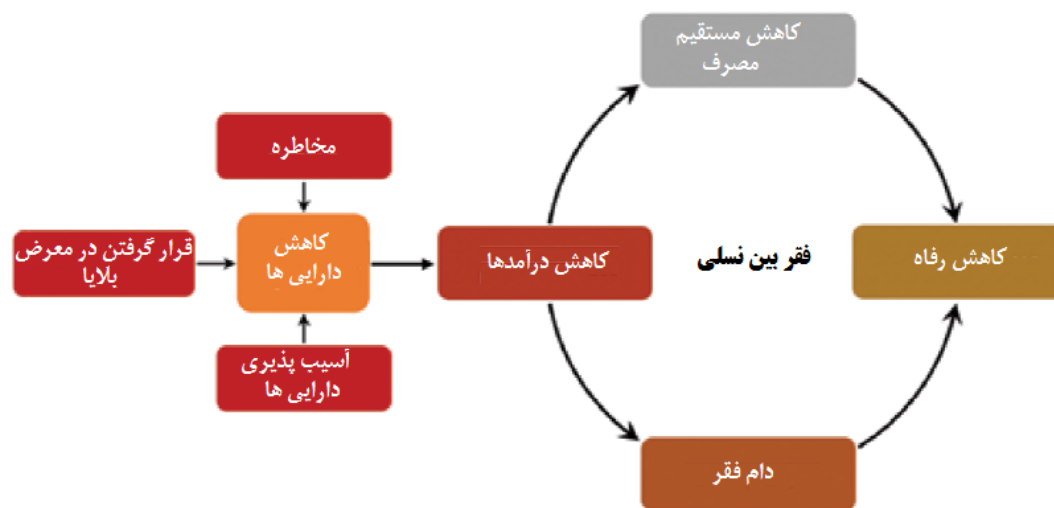 کاهش مستقیم
مصرف
مخاطره
قرار گرفتن در معرض
بلایا
کاهش
دارایی ها
کاهش درآمدها
فقر بین نسلی
کاهش رفاه
آسیب پذیری
دارایی ها
دام فقر